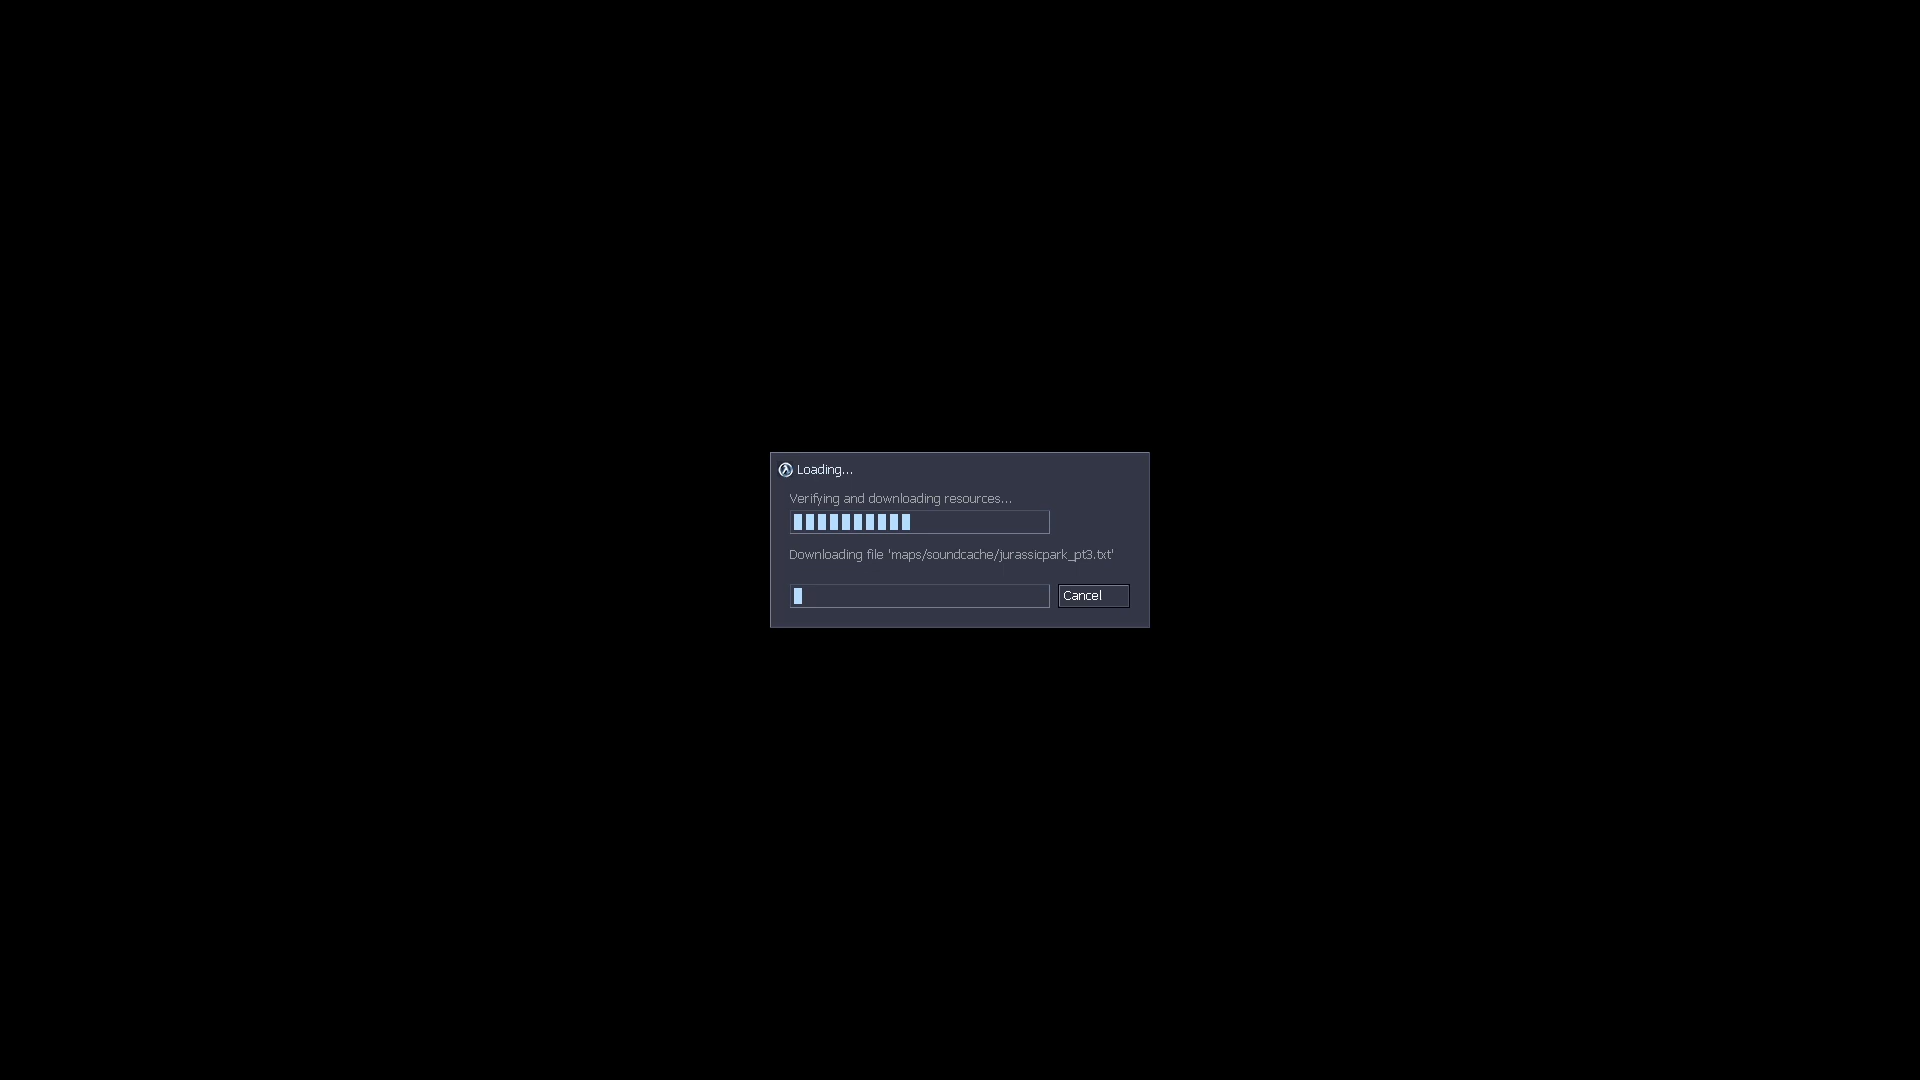 Loading...
Verifying and downloading resources...
Downloading file 'maps/soundcache/jurassicpark_pt3.txt'
Cancel